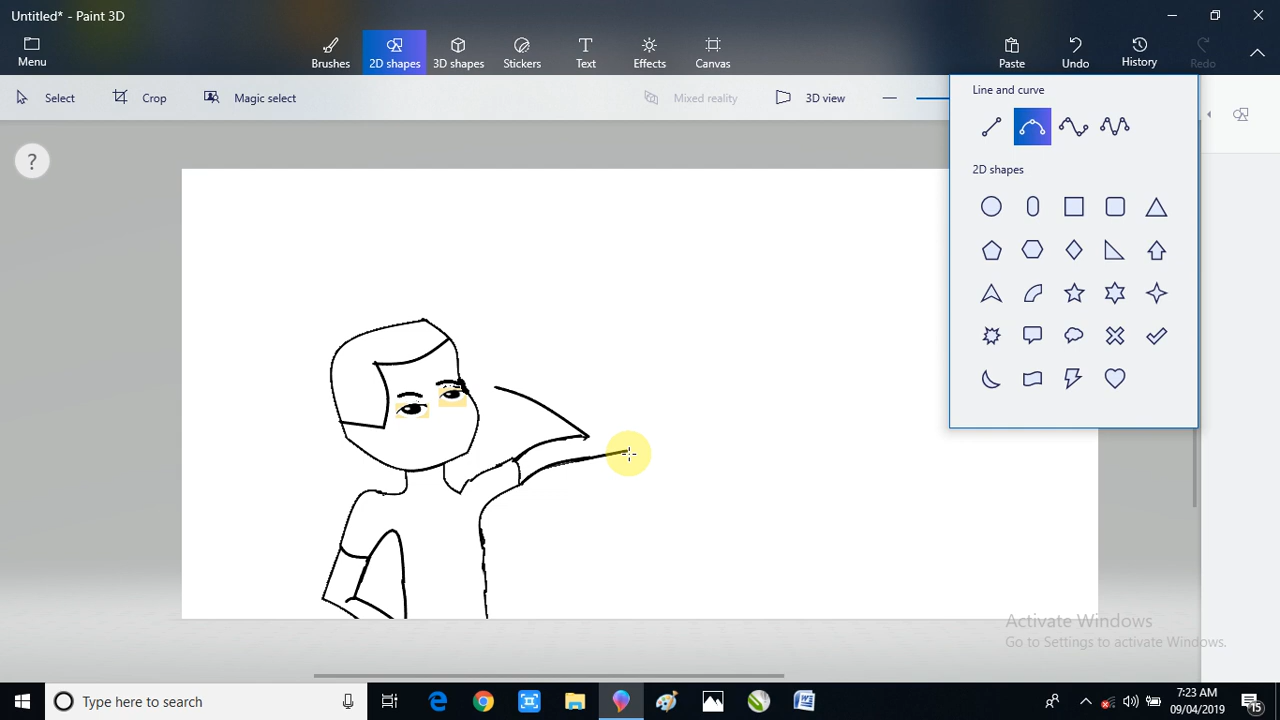 Untitled* - Paint 3D
Menu
Brushes
2D shapes
3D shapes
Stickers
Text
Effects
Canvas
Paste
Undo
History
Redo
Select
Crop
Magic select
Mixed reality
3D view
Line and curve
2D shapes
?
Activate Windows
Go to Settings to activate Windows.
Type here to search
7:23 AM
09/04/2019
15